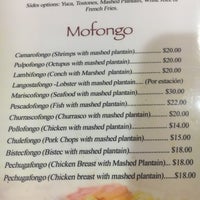 Sides options: Yuca, Tostones, Mashed Plantain, White Rice or
French Fries.
Mofongo
Camarofongo (Shrimps with mashed plantain)........ $20.00
Pulpofongo (Octupus with mashed plantain)........ $20.00
Lambifongo (Conch with Marshed plantain)........ $20.00
Langostafongo -Lobster with mashed plantain)..... (Por estación)
Mariscofongo (Seafood with mashed plantain)........ $30.00
Pescadofongo (Fish with mashed plantain)........ $22.00
Churrascofongo (Churrasco with mashed plantain)..... $20.00
Pollofongo (Chicken with mashed plantain)........ $14.00
Chulefongo (Pork Chops with mashed plantain)..... $15.00
Bistecfongo (Bistec with mashed plantain)........ $18.00
Pechugafongo (Chicken Breast with Mashed Plantain)...$18.00
Pechugafongo (Chicken breast with mashed plantain)...$18.00